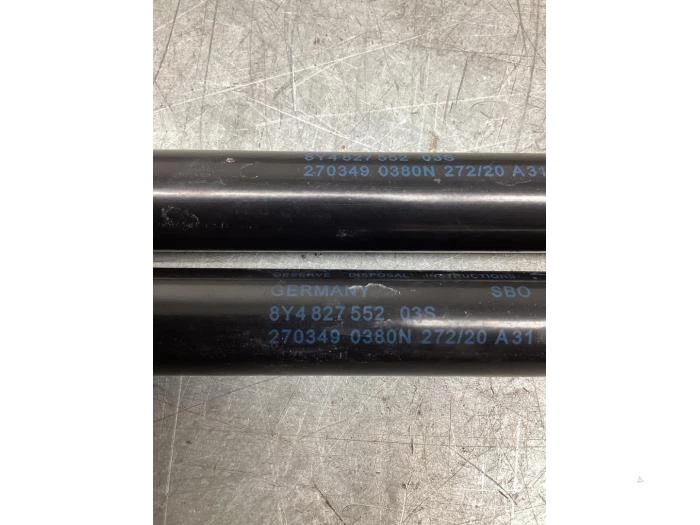 8Y4 827 552 03S
270349 0380N 272/20 A31
OBSERVE DISPOSAL INSTRUCTIONS
GERMANY SBO
8Y4 827 552 03S
270349 0380N 272/20 A31